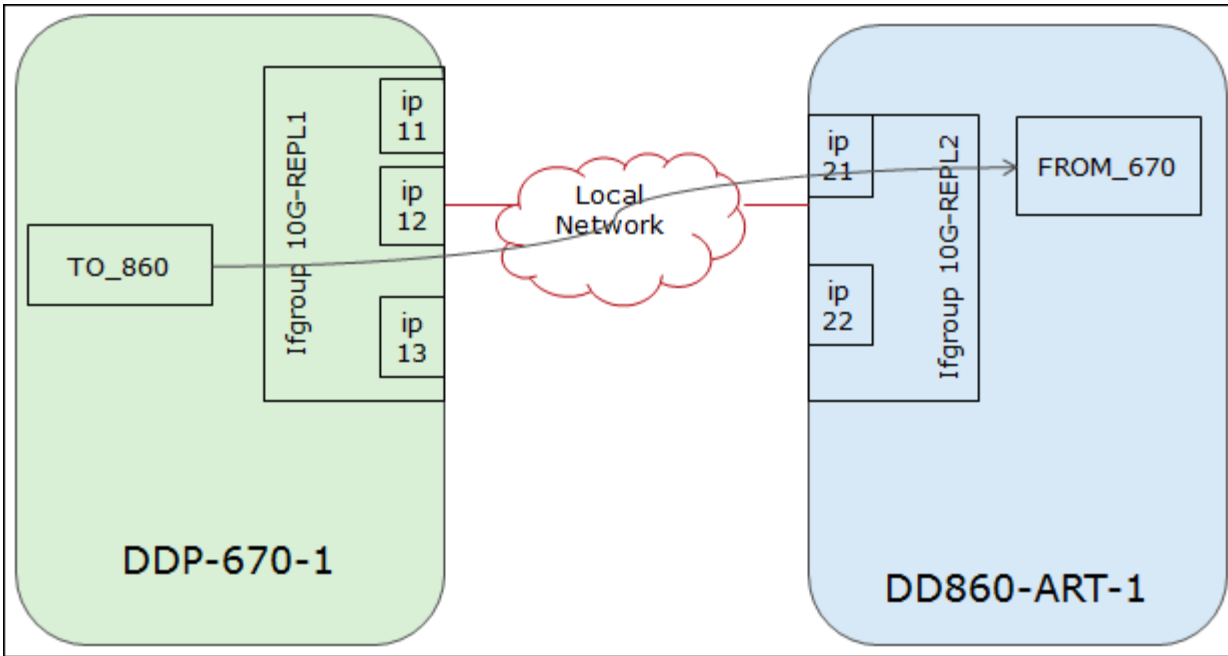 ip
11
ip
12
ip
13
Ifgroup 10G-REPL1
TO_860
DDP-670-1
Local
Network
ip
21
ip
22
Ifgroup 10G-REPL2
FROM_670
DD860-ART-1